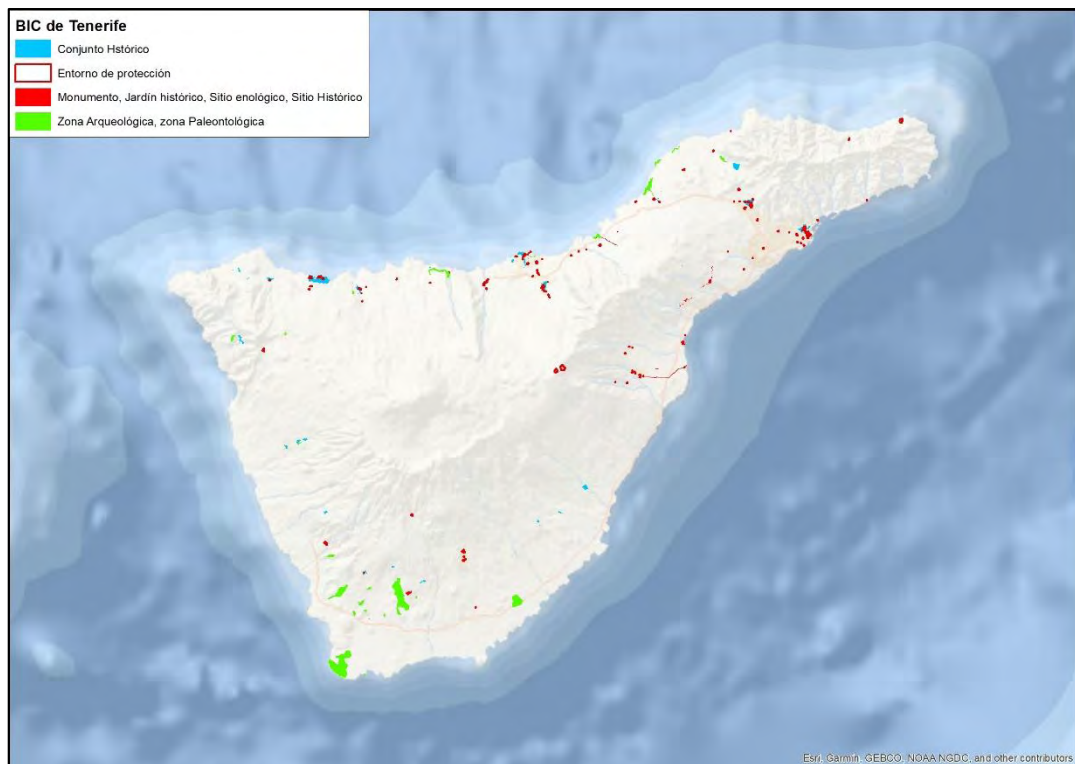 BIC de Tenerife
Conjunto Hstórico
Entorno de protección
Monumento, Jardín histórico, Sitio enológico, Sitio Histórico
Zona Arqueológica, zona Paleontológica
Esri, Garmin, GEBCO, NOAA NGDC, and other contributors